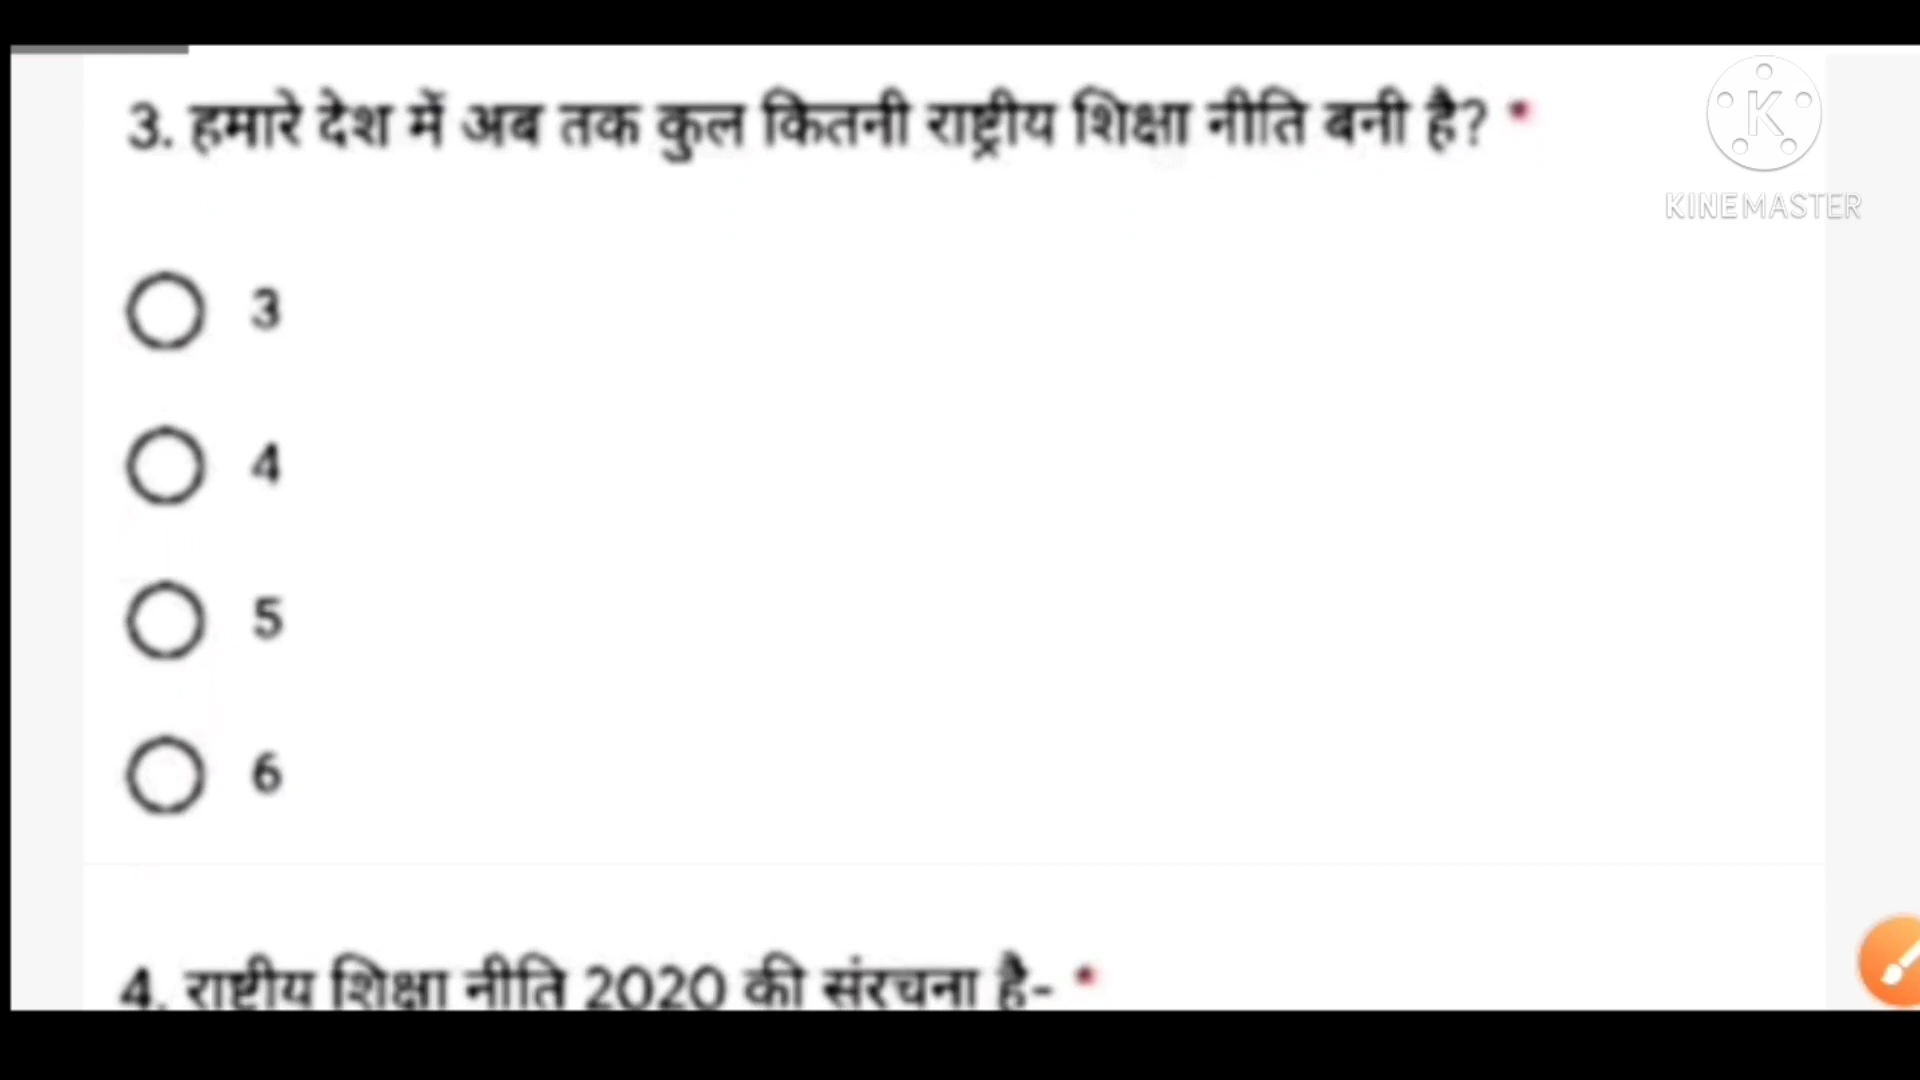 3. हमारे देश में अब तक कुल कितनी राष्ट्रीय शिक्षा नीति बनी है? *
K
KINEMASTER
3
4
5
6
4. राष्टीय शिक्षा नीति 2020 की संरचना है- *